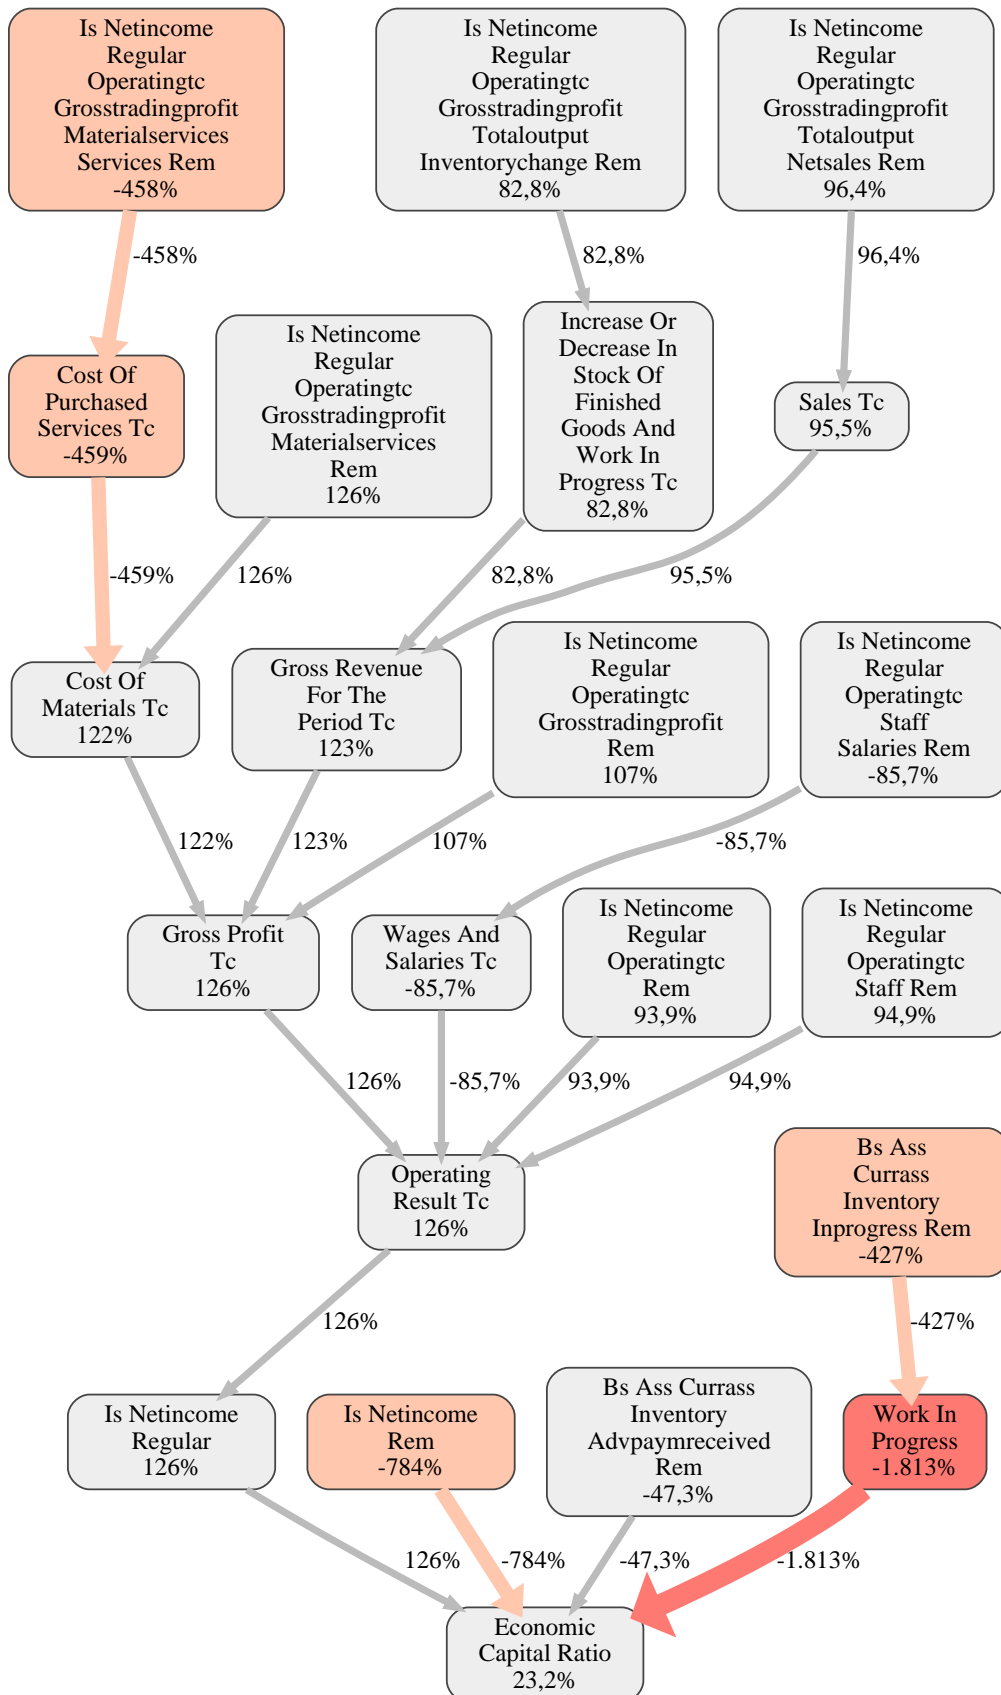 Is Netincome
Regular
Operatingtc
Grosstradingprofit
Materialservices
Services Rem
-458%
Is Netincome
Regular
Operatingtc
Grosstradingprofit
Totaloutput
Inventorychange Rem
82,8%
Is Netincome
Regular
Operatingtc
Grosstradingprofit
Totaloutput
Netsales Rem
96,4%
-458%
82,8%
96,4%
Cost Of
Purchased
Services Tc
-459%
Is Netincome
Regular
Operatingtc
Grosstradingprofit
Materialservices
Rem
126%
Increase Or
Decrease In
Stock Of
Finished
Goods And
Work In
Progress Tc
82,8%
Sales Tc
95,5%
-459%
126%
82,8%
95,5%
Cost Of
Materials Tc
122%
Gross Revenue
For The
Period Tc
123%
Is Netincome
Regular
Operatingtc
Grosstradingprofit
Rem
107%
Is Netincome
Regular
Operatingtc
Staff
Salaries Rem
-85,7%
122%
123%
107%
-85,7%
Gross Profit
Tc
126%
Wages And
Salaries Tc
-85,7%
Is Netincome
Regular
Operatingtc
Rem
93,9%
Is Netincome
Regular
Operatingtc
Staff Rem
94,9%
126%
-85,7%
93,9%
94,9%
Operating
Result Tc
126%
Bs Ass
Currass
Inventory
Inprogress Rem
-427%
126%
-427%
Is Netincome
Regular
126%
Is Netincome
Rem
-784%
Bs Ass Currass
Inventory
Advpaymreceived
Rem
-47,3%
Work In
Progress
-1.813%
126%
-784%
-47,3%
-1.813%
Economic
Capital Ratio
23,2%